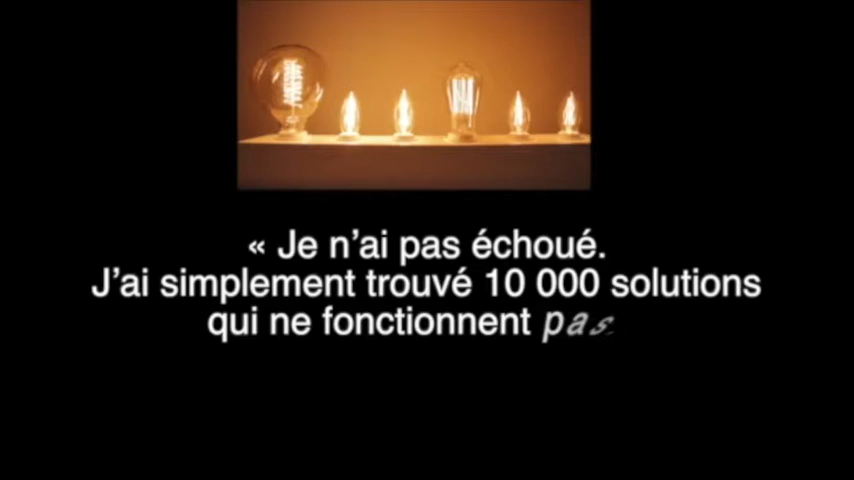 « Je n’ai pas échoué.
J’ai simplement trouvé 10 000 solutions
qui ne fonctionnent pas.